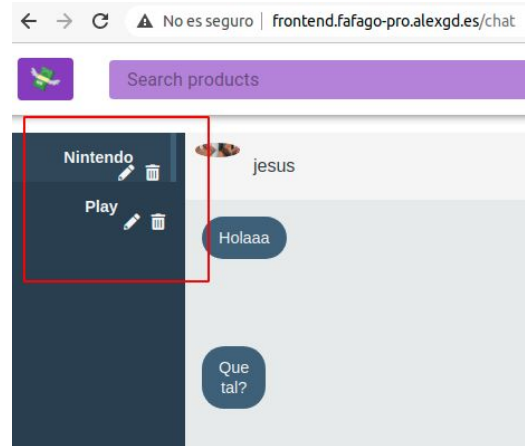 No es seguro | frontend.fafago-pro.alexgd.es/chat
Search products
Nintendo
Play
jesus
Holaaa
Que
tal?